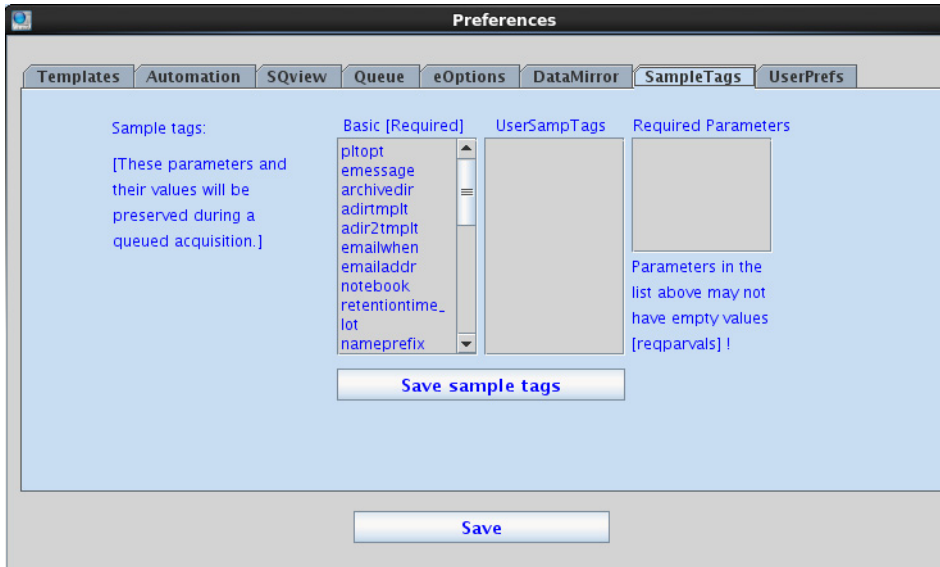 Preferences
Templates
Automation
SQview
Queue
eOptions
DataMirror
SampleTags
UserPrefs
Sample tags:
[These parameters and
their values will be
preserved during a
queued acquisition.]
Basic [Required]
pltopt
emessage
archivedir
adirtmplt
adir2tmplt
emailwhen
emailaddr
notebook
retentiontime_
lot
nameprefix
UserSampTags
Required Parameters
Parameters in the
list above may not
have empty values
[reqparvals] !
Save sample tags
Save